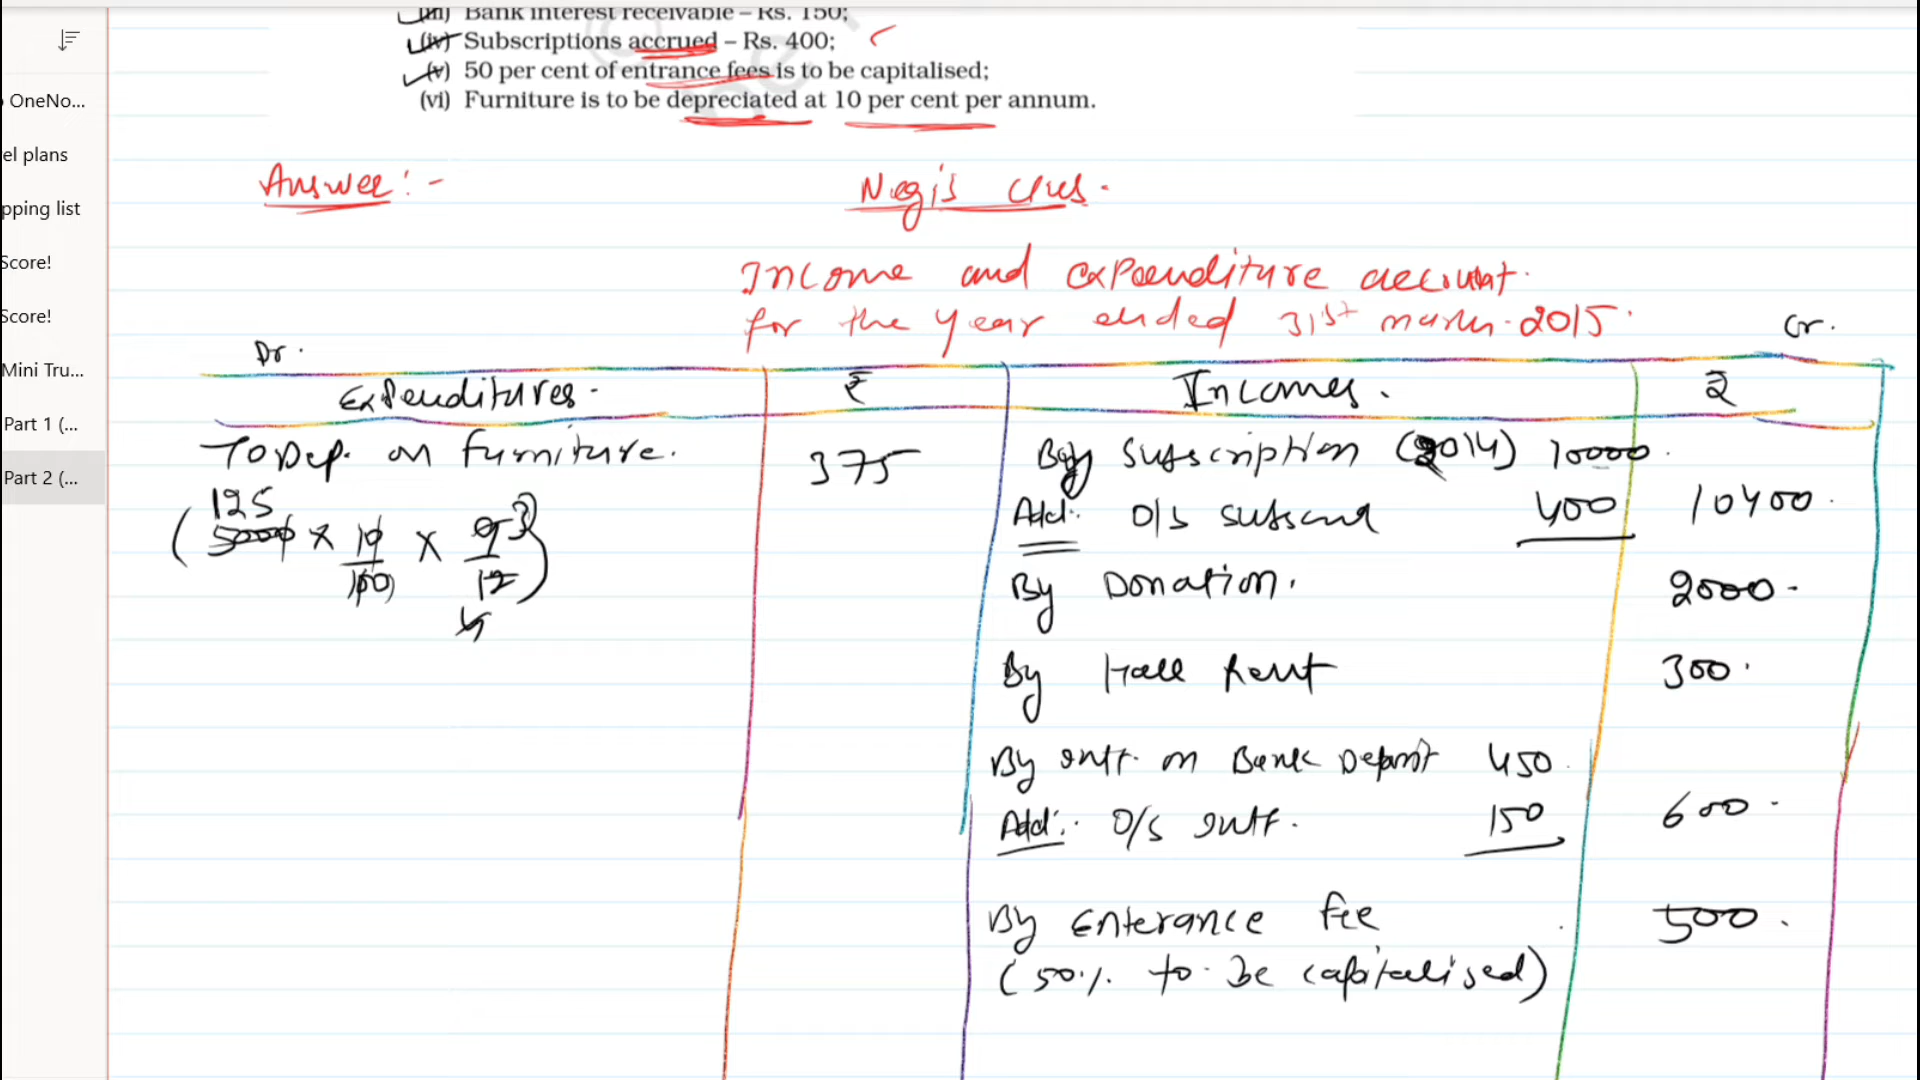 (iii) Bank interest receivable – Rs. 150;
(iv) Subscriptions accrued – Rs. 400;
(v) 50 per cent of entrance fees is to be capitalised;
(vi) Furniture is to be depreciated at 10 per cent per annum.
OneNo...
el plans
pping list
Score!
Score!
Mini Tru...
Part 1 (...
Part 2 (...
Answer:-
Negi's
Income and expenditure account.
for the year ended 31st march-2015.
Dr.
Cr.
Expenditures. ₹ Incomes. ₹
To Dep. on furniture. 375 By Subscription (2014) 10000.
125
(5000 × 10/100 × 9/12) 3
4
Add:. O/s 400 10400.
By Donation. 2000.
By Hall Rent 300.
By Intt. on Bank Deposit 450.
Add:. O/s Intt. 150 600.
By Enterance fee 500.
(50% to be capitalised)